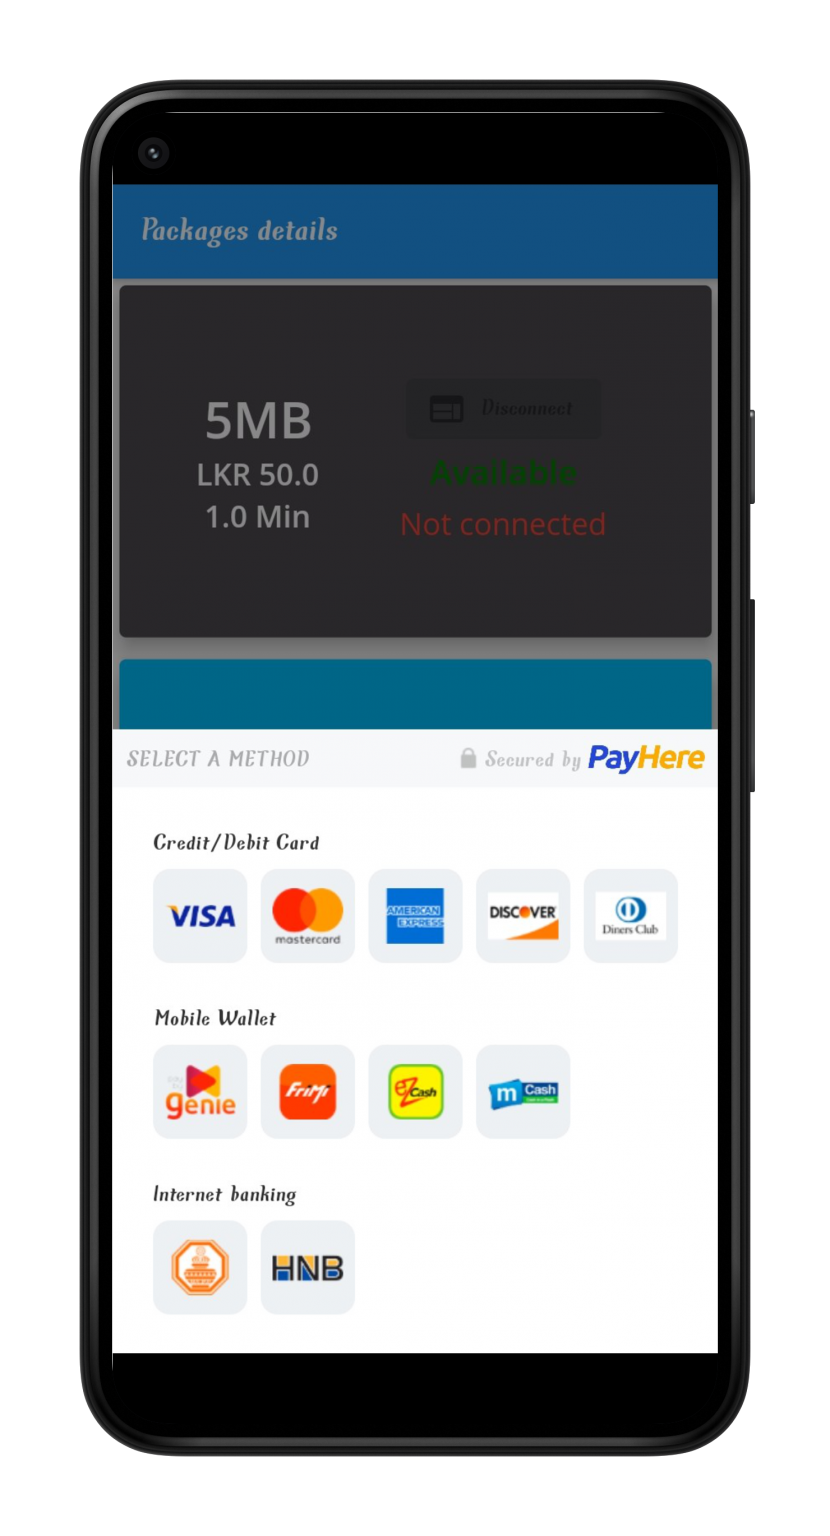 Packages details
5MB
Disconnect
LKR 50.0
Available
1.0 Min
Not connected
SELECT A METHOD
Secured by PayHere
Credit/Debit Card
VISA
mastercard
AMERICAN
EXPRESS
DISCOVER
Diners Club
Mobile Wallet
genie
FriMi
eZ Cash
m Cash
Internet banking
HNB